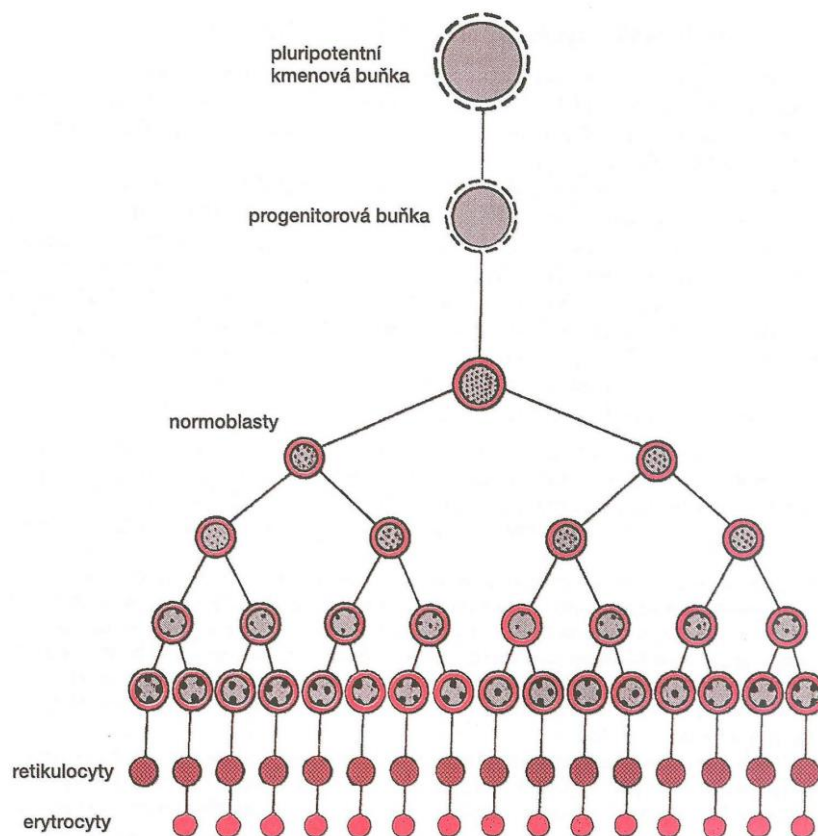 pluripotentní
kmenová buňka
progenitorová buňka
normoblasty
retikulocyty
erytrocyty